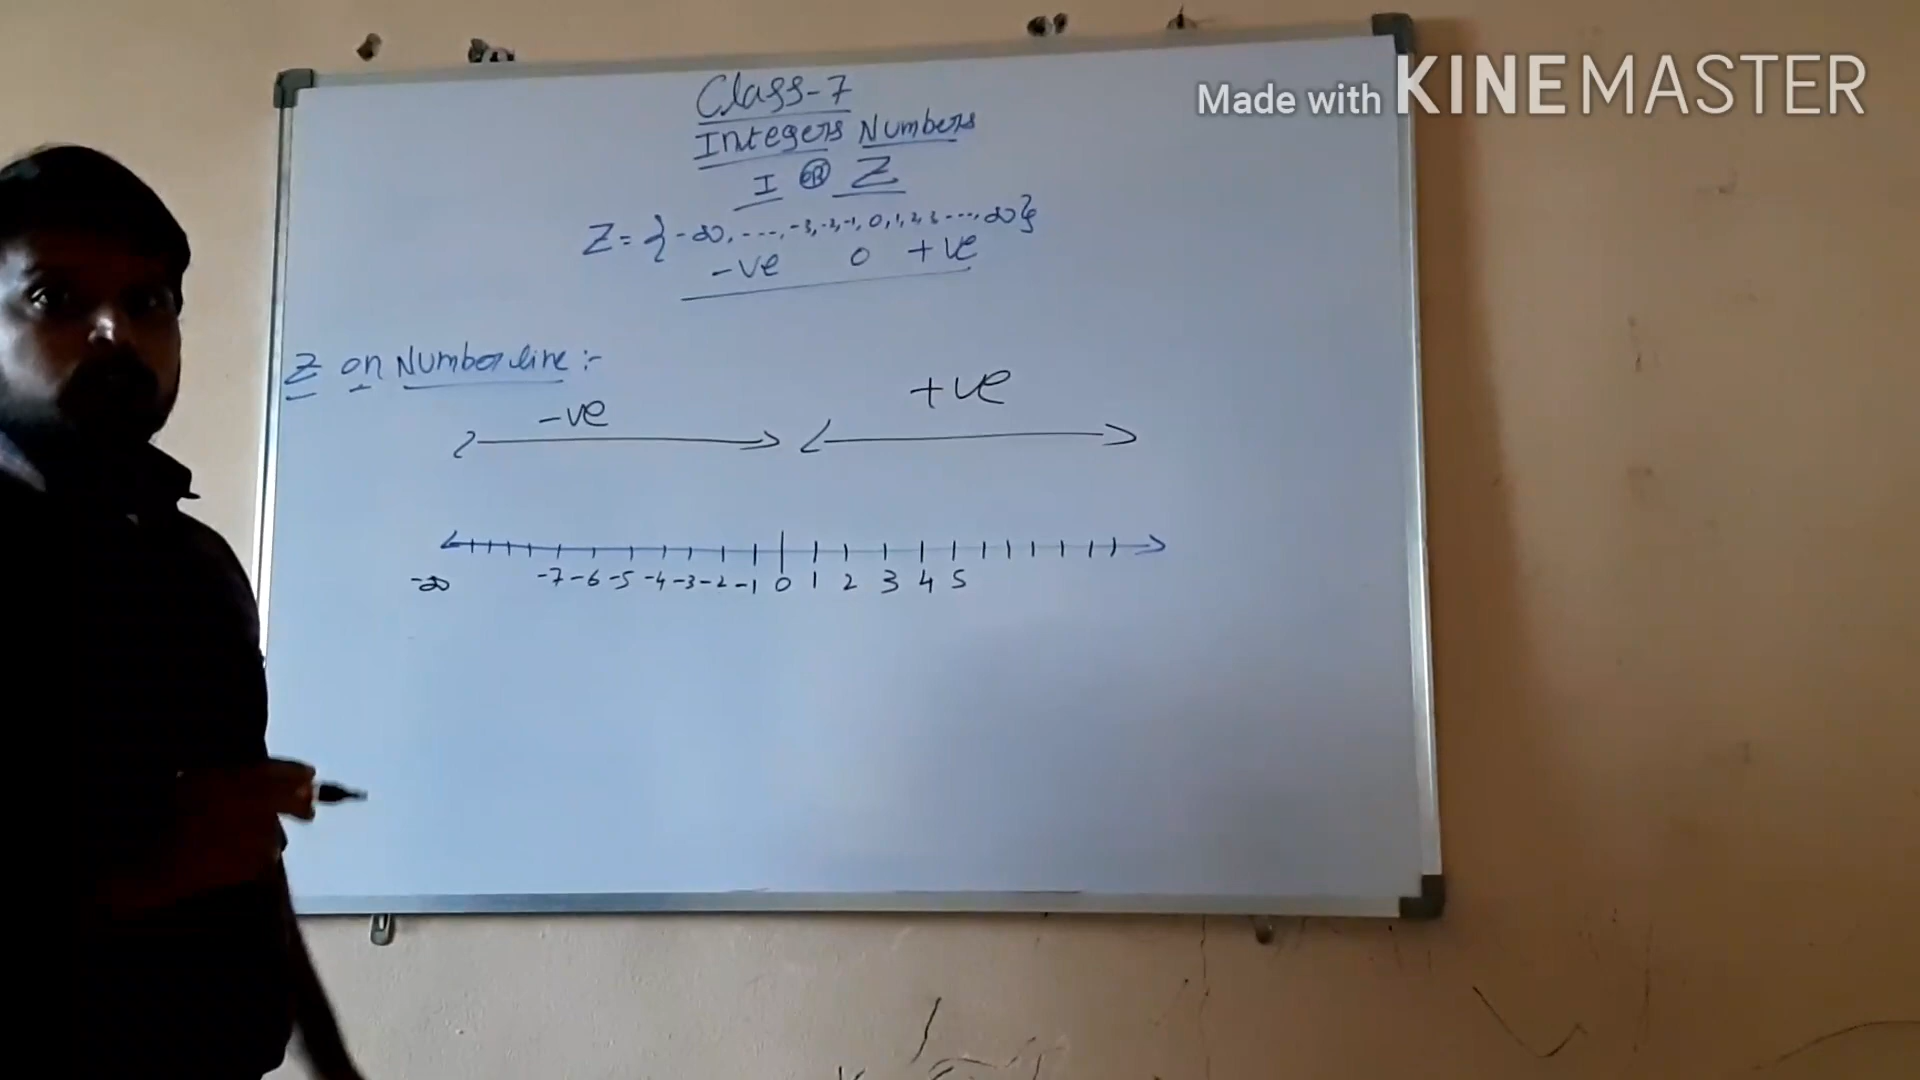 Made with KINEMASTER
Class-7
Integers Numbers
I OR Z
Z = {-∞, ----, -3, -2, -1, 0, 1, 2, 3 ----, ∞}
-ve 0 +ve
Z on Number line :-
-ve +ve
-∞ -7 -6 -5 -4 -3 -2 -1 0 1 2 3 4 5